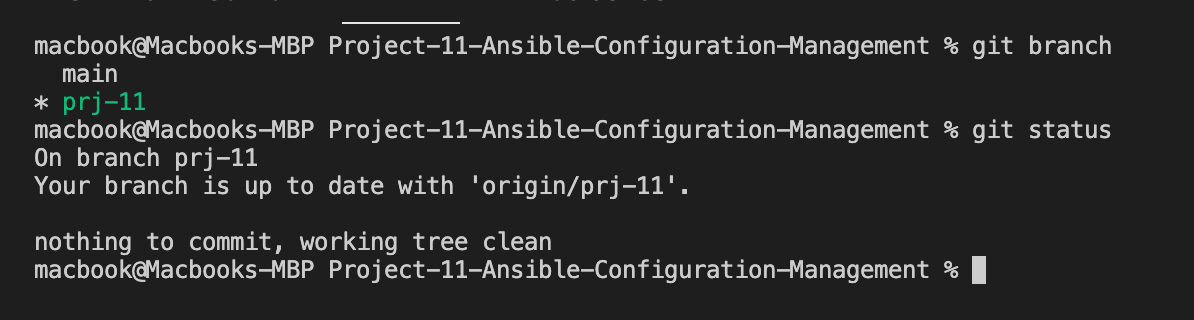 macbook@Macbooks-MBP Project-11-Ansible-Configuration-Management % git branch
  main
* prj-11
macbook@Macbooks-MBP Project-11-Ansible-Configuration-Management % git status
On branch prj-11
Your branch is up to date with 'origin/prj-11'.

nothing to commit, working tree clean
macbook@Macbooks-MBP Project-11-Ansible-Configuration-Management %